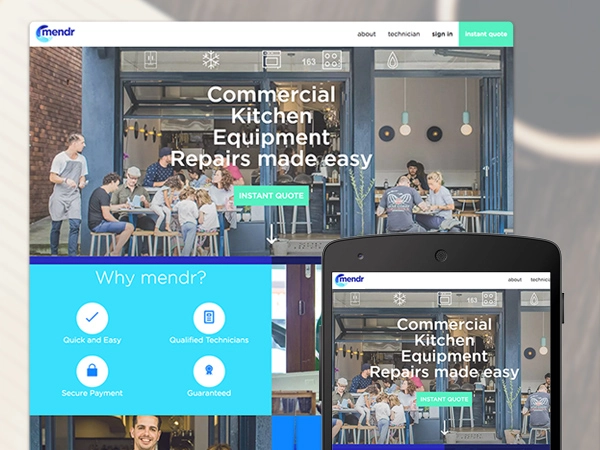 mendr
about technician sign in instant quote
163
Commercial
Kitchen
Equipment
Repairs made easy
INSTANT QUOTE
Why mendr?
Quick and Easy
Qualified Technicians
Secure Payment
Guaranteed
mendr
about
163
Commercial
Kitchen
Equipment
Repairs made easy
INSTANT QUOTE